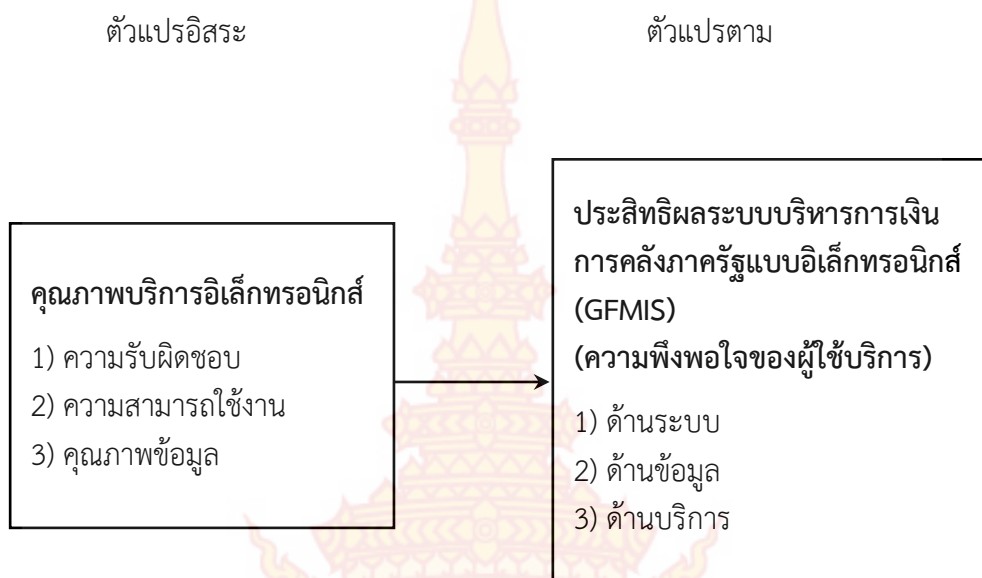 ตัวแปรอิสระ
ตัวแปรตาม
คุณภาพบริการอิเล็กทรอนิกส์
1) ความรับผิดชอบ
2) ความสามารถใช้งาน
3) คุณภาพข้อมูล
ประสิทธิผลระบบบริหารการเงิน
การคลังภาครัฐแบบอิเล็กทรอนิกส์
(GFMIS)
(ความพึงพอใจของผู้ใช้บริการ)
1) ด้านระบบ
2) ด้านข้อมูล
3) ด้านบริการ